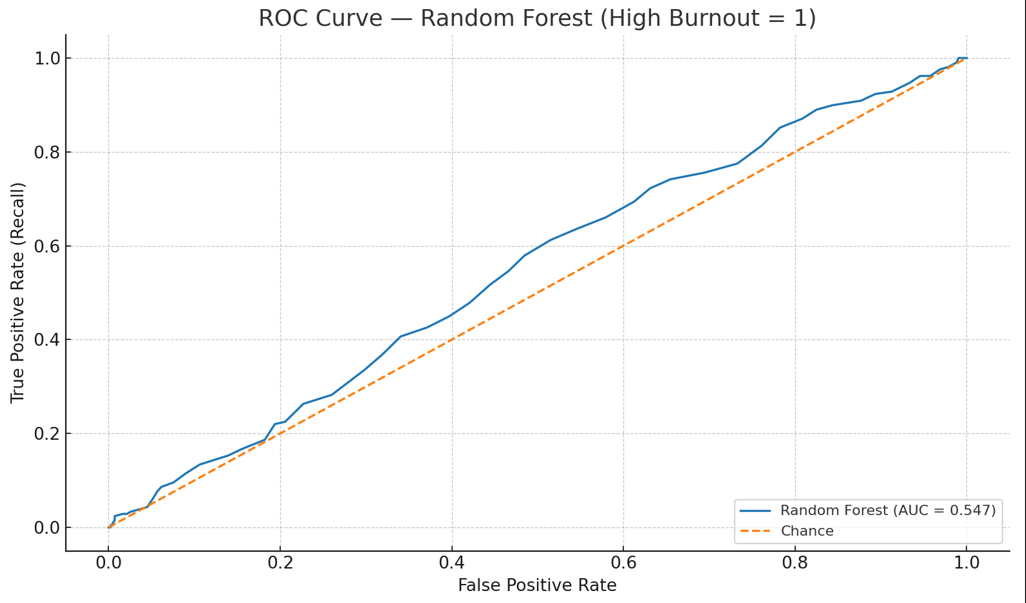 ROC Curve — Random Forest (High Burnout = 1)
True Positive Rate (Recall)
1.0
0.8
0.6
0.4
0.2
0.0
0.0 0.2 0.4 0.6 0.8 1.0
False Positive Rate
Random Forest (AUC = 0.547)
Chance